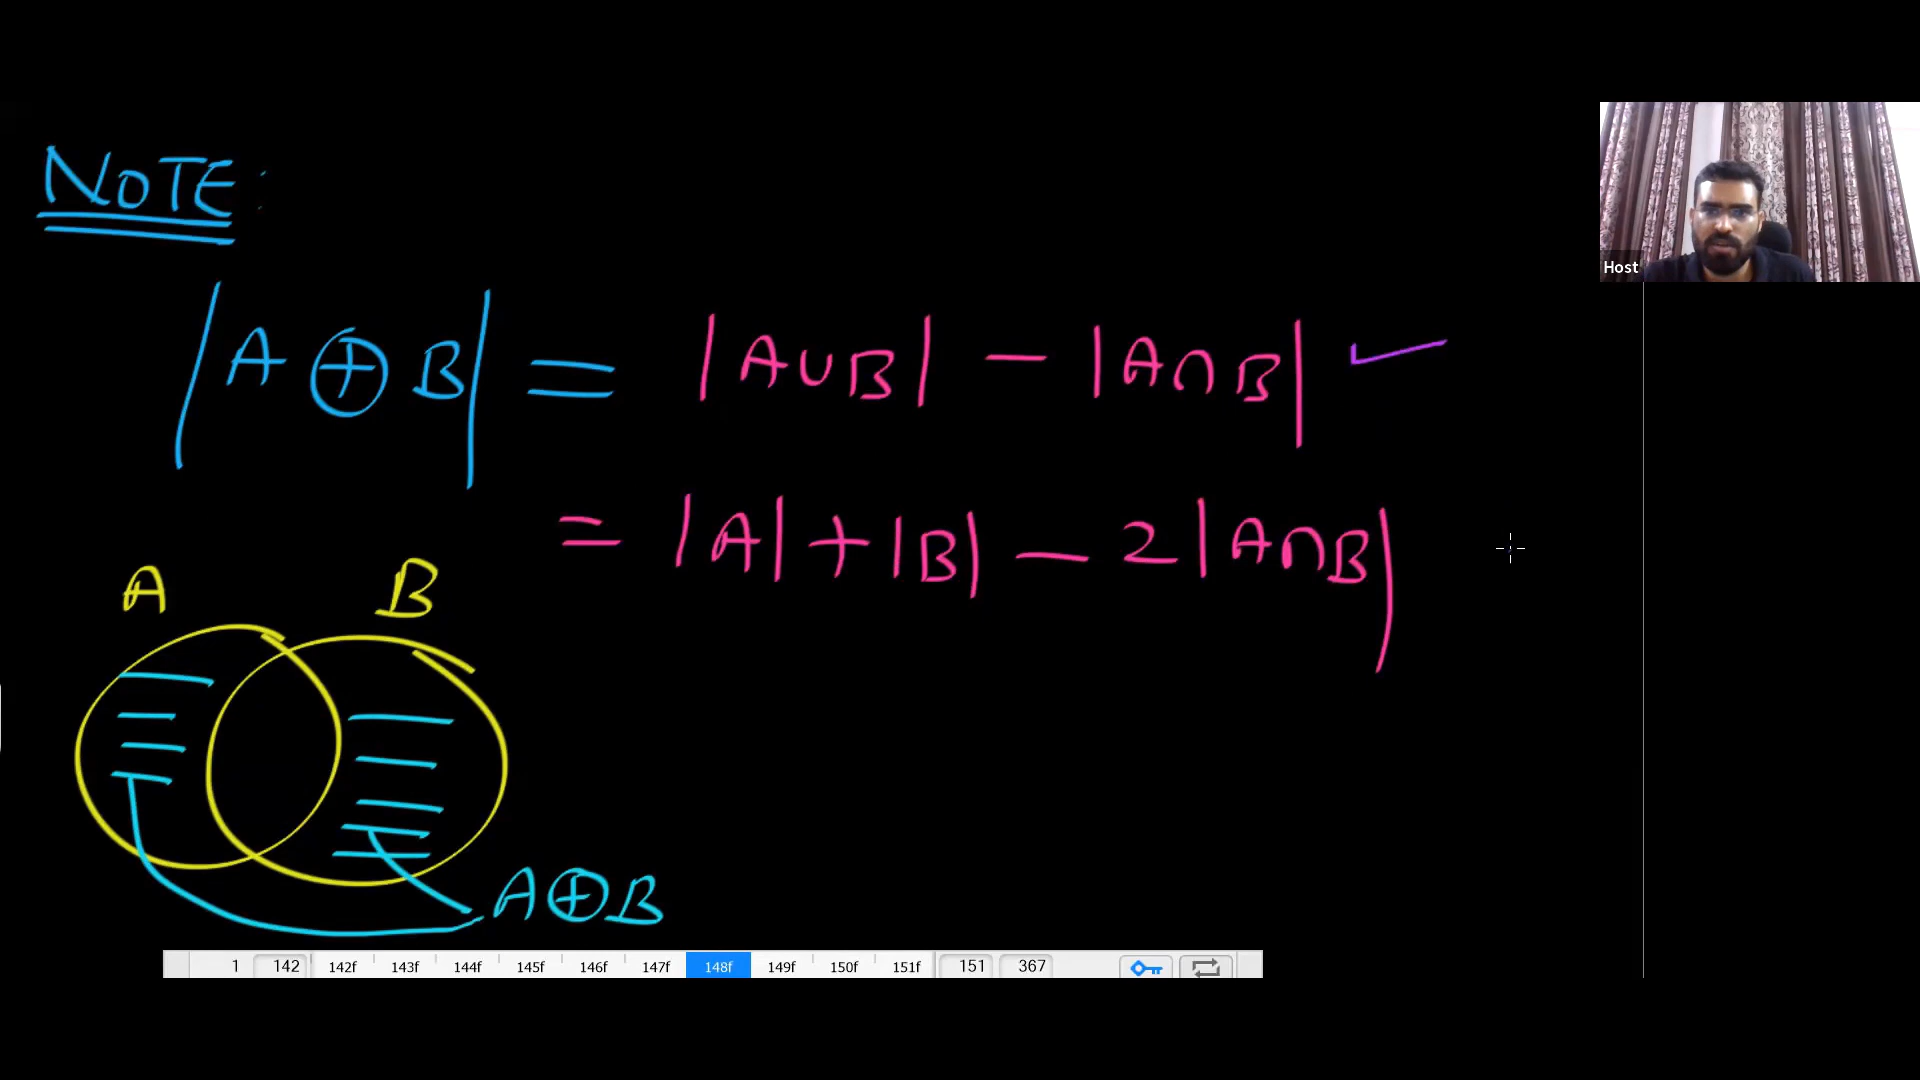 NOTE:
|A ⊕ B| = |A∪B| − |A∩B|
= |A| + |B| − 2|A∩B|
A B
A⊕B
Host
1 142 142f 143f 144f 145f 146f 147f 148f 149f 150f 151f 151 367